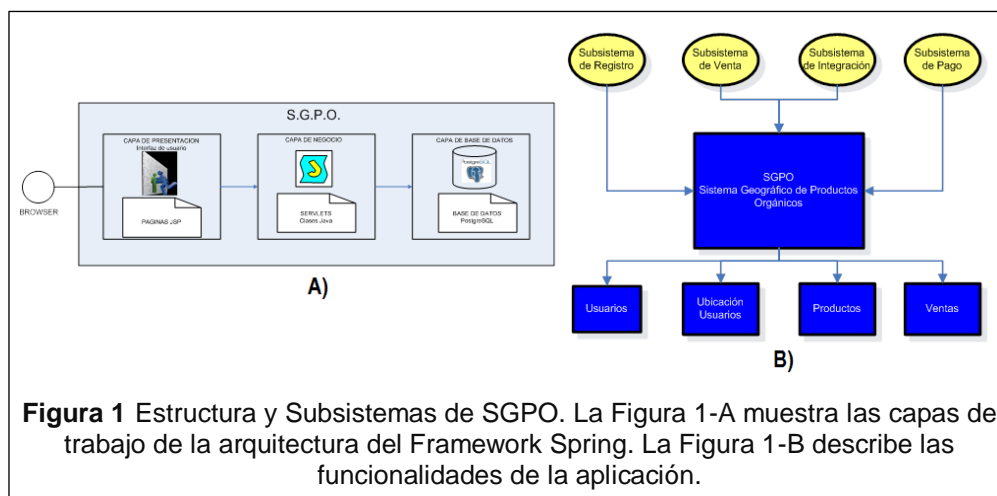 S.G.P.O.
CAPA DE PRESENTACION
Interfaz de usuario
PAGINAS JSP
CAPA DE NEGOCIO
SERVLETS
Clases Java
CAPA DE BASE DE DATOS
PostgreSQL
BASE DE DATOS
PostgreSQL
BROWSER
A)
Subsistema
de Registro
Subsistema
de Venta
Subsistema
de Integración
Subsistema
de Pago
SGPO
Sistema Geográfico de Productos
Orgánicos
Usuarios
Ubicación
Usuarios
Productos
Ventas
B)
Figura 1 Estructura y Subsistemas de SGPO. La Figura 1-A muestra las capas de
trabajo de la arquitectura del Framework Spring. La Figura 1-B describe las
funcionalidades de la aplicación.